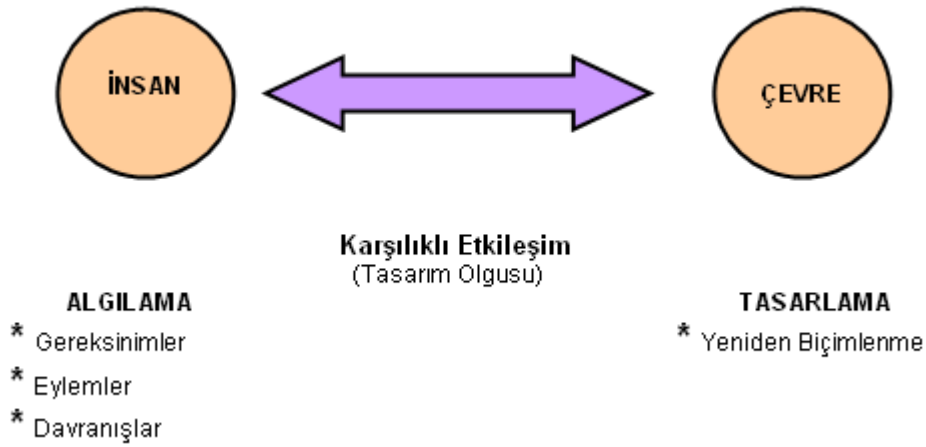 İNSAN
ÇEVRE
Karşılıklı Etkileşim
(Tasarım Olgusu)
ALGILAMA
* Gereksinimler
* Eylemler
* Davranışlar
TASARLAMA
* Yeniden Biçimlenme